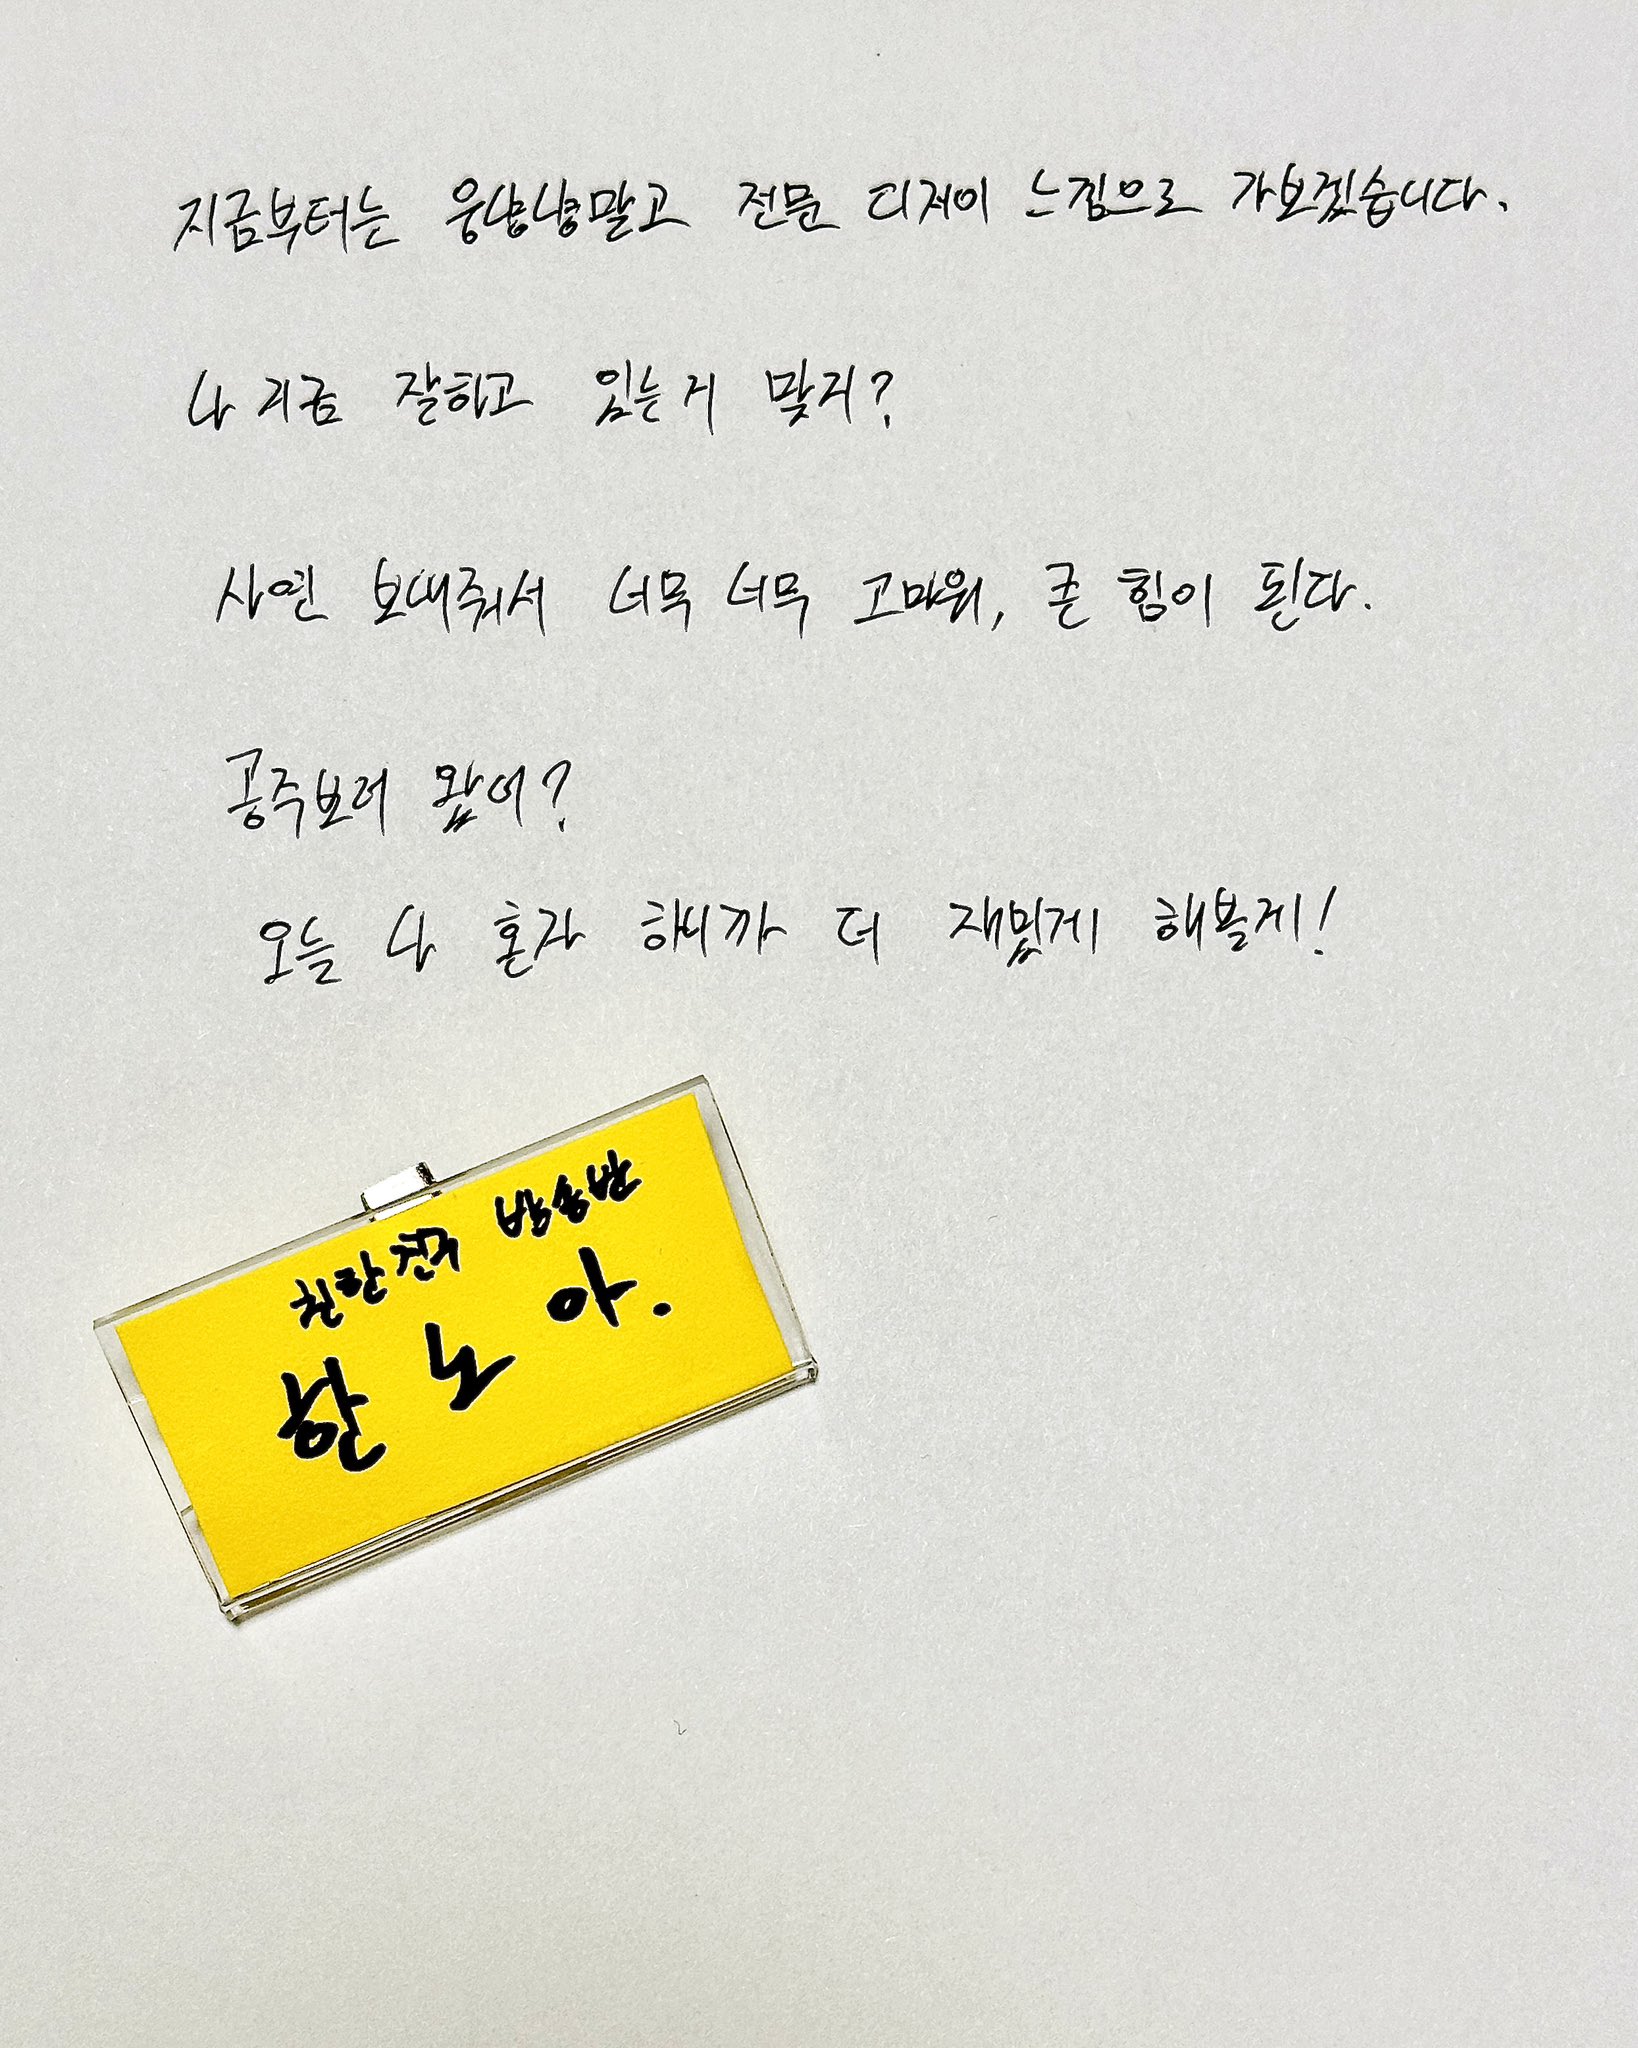 지금부터는 웅냥냥말고 전문 디제이 느낌으로 가보겠습니다.
나 지금 잘하고 있는거 맞지?
사연 보내줘서 너무 너무 고마워, 큰 힘이 된다.
공주보러 왔어?
오늘 나 혼자 하니까 더 재밌게 해볼게!
친한친구 방송반
한노아.